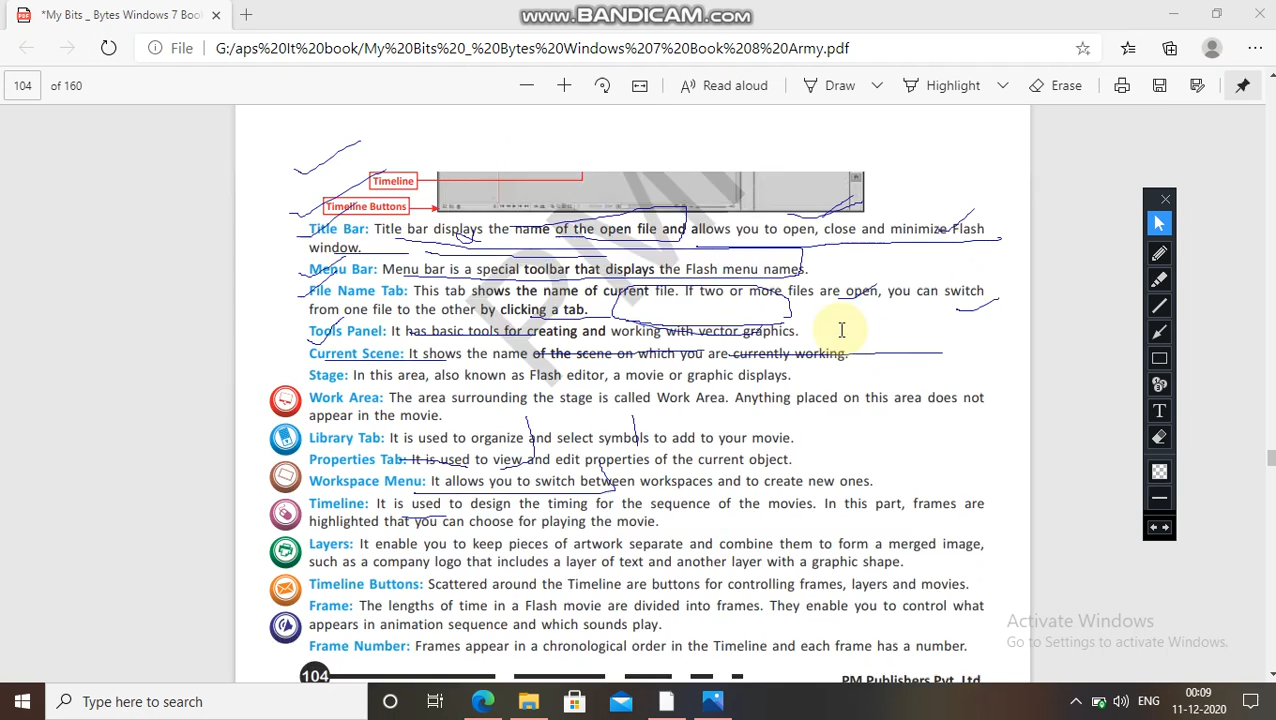 *My Bits _ Bytes Windows 7 Bool
www.BANDICAM.com
File G:/aps%20It%20book/My%20Bits%20_%20Bytes%20Windows%207%20Book%208%20Army.pdf
104 of 160
Read aloud
Draw
Highlight
Erase
Timeline
Timeline Buttons
PM
Title Bar: Title bar displays the name of the open file and allows you to open, close and minimize Flash
window.
Menu Bar: Menu bar is a special toolbar that displays the Flash menu names.
File Name Tab: This tab shows the name of current file. If two or more files are open, you can switch
from one file to the other by clicking a tab.
Tools Panel: It has basic tools for creating and working with vector graphics.
Current Scene: It shows the name of the scene on which you are currently working.
Stage: In this area, also known as Flash editor, a movie or graphic displays.
Work Area: The area surrounding the stage is called Work Area. Anything placed on this area does not
appear in the movie.
Library Tab: It is used to organize and select symbols to add to your movie.
Properties Tab: It is used to view and edit properties of the current object.
Workspace Menu: It allows you to switch between workspaces and to create new ones.
Timeline: It is used to design the timing for the sequence of the movies. In this part, frames are
highlighted that you can choose for playing the movie.
Layers: It enable you to keep pieces of artwork separate and combine them to form a merged image,
such as a company logo that includes a layer of text and another layer with a graphic shape.
Timeline Buttons: Scattered around the Timeline are buttons for controlling frames, layers and movies.
Frame: The lengths of time in a Flash movie are divided into frames. They enable you to control what
appears in animation sequence and which sounds play.
Frame Number: Frames appear in a chronological order in the Timeline and each frame has a number.
104
PM Publishers Pvt. Ltd.
Activate Windows
Go to Settings to activate Windows.
T
Type here to search
ENG
00:09
11-12-2020